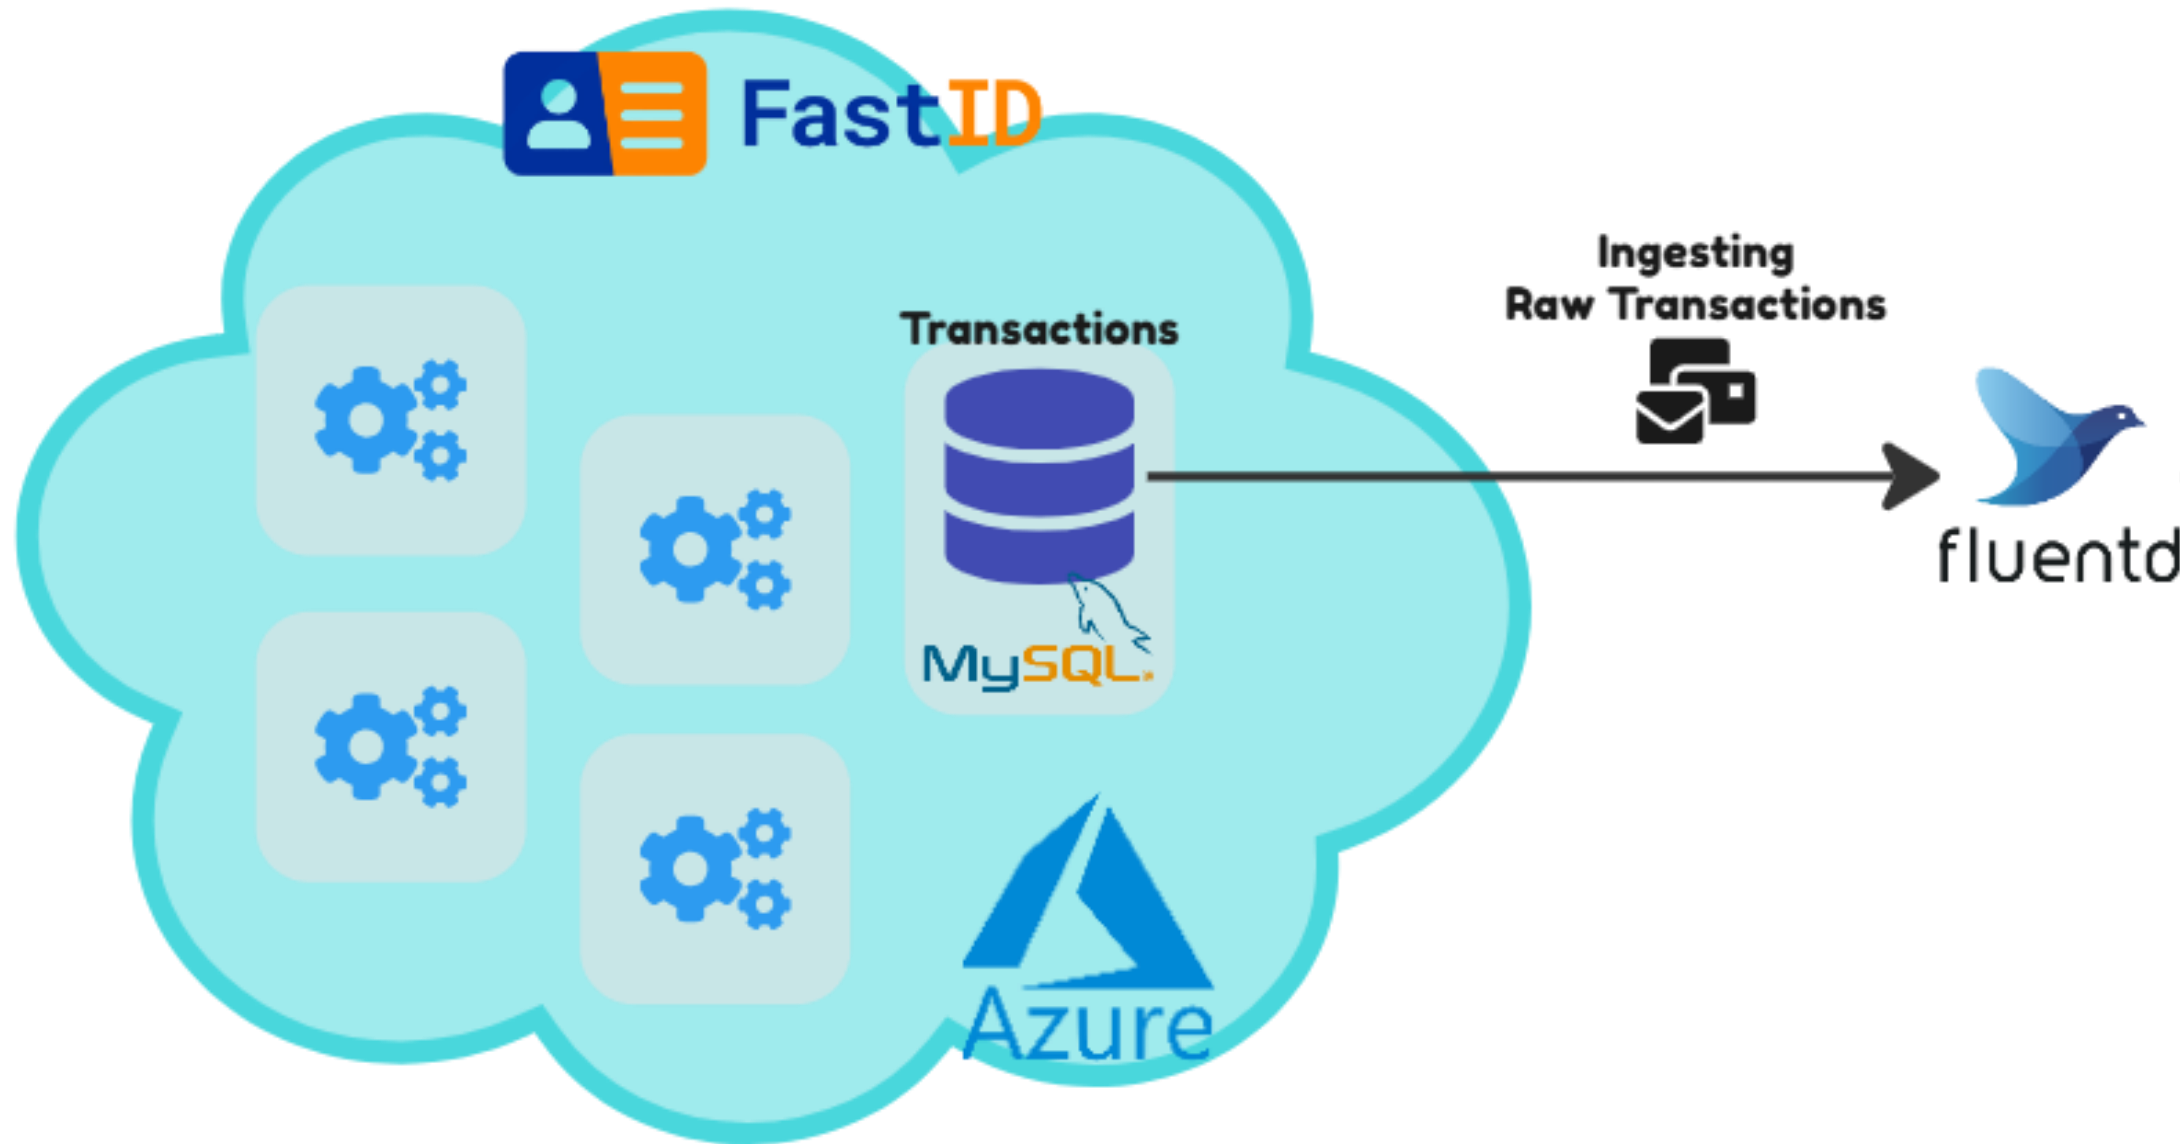 FastID
Ingesting
Raw Transactions
Transactions
fluentd
MySQL
Azure